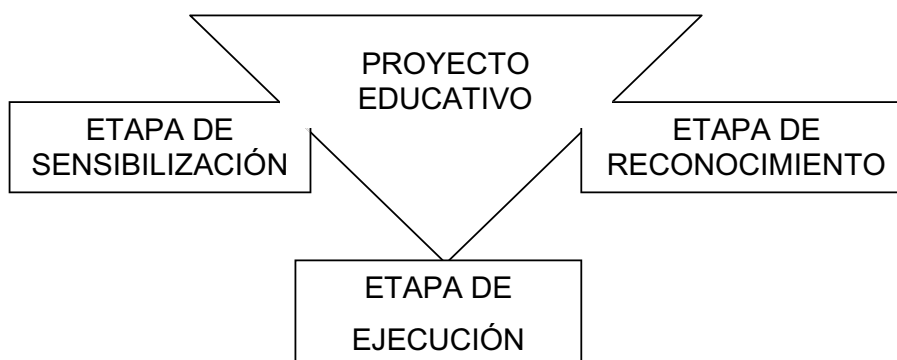 PROYECTO
EDUCATIVO
ETAPA DE
SENSIBILIZACIÓN
ETAPA DE
RECONOCIMIENTO
ETAPA DE
EJECUCIÓN